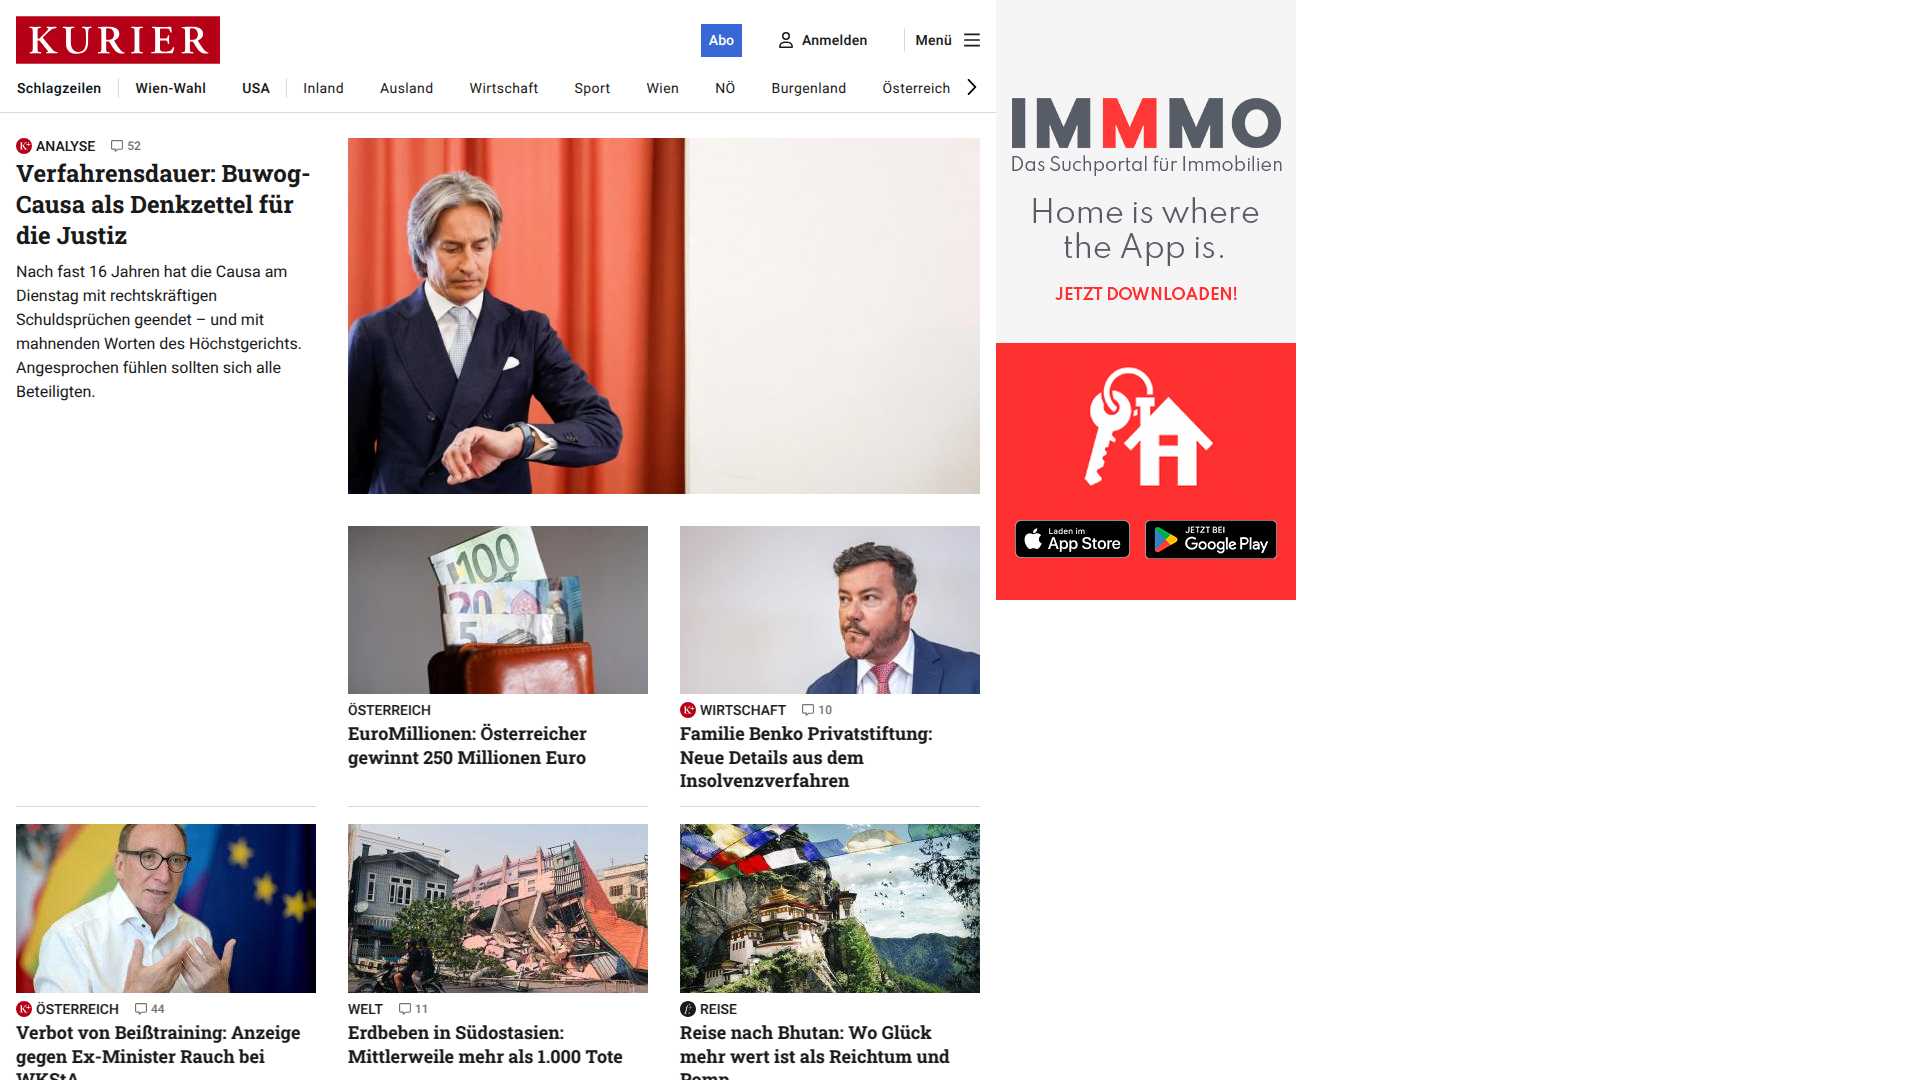 KURIER
Abo
Anmelden
Menü
Schlagzeilen
Wien-Wahl
USA
Inland
Ausland
Wirtschaft
Sport
Wien
NÖ
Burgenland
Österreich
ANALYSE 52
Verfahrensdauer: Buwog-
Causa als Denkzettel für
die Justiz
Nach fast 16 Jahren hat die Causa am
Dienstag mit rechtskräftigen
Schuldsprüchen geendet – und mit
mahnenden Worten des Höchstgerichts.
Angesprochen fühlen sollten sich alle
Beteiligten.
100
20
5
ÖSTERREICH
EuroMillionen: Österreicher
gewinnt 250 Millionen Euro
WIRTSCHAFT 10
Familie Benko Privatstiftung:
Neue Details aus dem
Insolvenzverfahren
ÖSTERREICH 44
Verbot von Beißtraining: Anzeige
gegen Ex-Minister Rauch bei
WKStA
WELT 11
Erdbeben in Südostasien:
Mittlerweile mehr als 1.000 Tote
REISE
Reise nach Bhutan: Wo Glück
mehr wert ist als Reichtum und
Pomp
IMMMO
Das Suchportal für Immobilien
Home is where
the App is.
JETZT DOWNLOADEN!
Laden im
App Store
JETZT BEI
Google Play